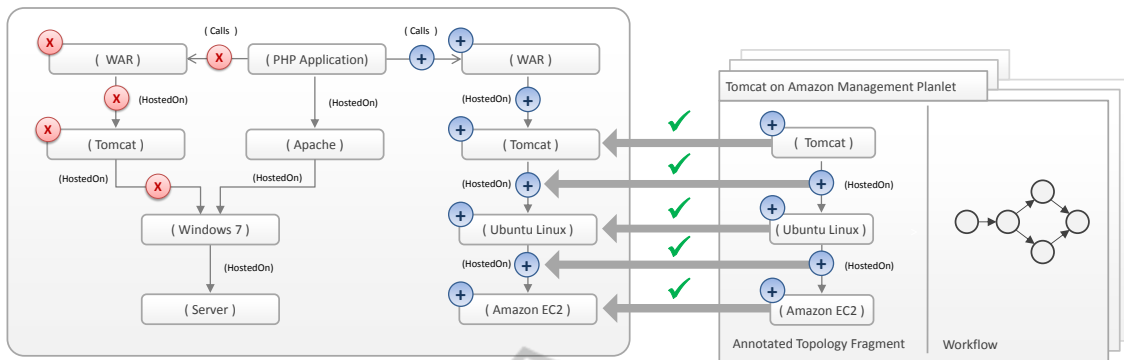 ( Calls )
( Calls )
X
( WAR )
X
( PHP Application)
+
+
( WAR )
Tomcat on Amazon Management Planlet
X
(HostedOn)
(HostedOn)
(HostedOn)
+
X
( Tomcat )
( Apache )
+
( Tomcat )
✓
+
( Tomcat )
(HostedOn)
X
(HostedOn)
(HostedOn)
+
✓
+
(HostedOn)
( Windows 7 )
+
( Ubuntu Linux )
✓
+
( Ubuntu Linux )
(HostedOn)
(HostedOn)
+
✓
+
(HostedOn)
( Server )
+
( Amazon EC2 )
✓
+
( Amazon EC2 )
Annotated Topology Fragment
Workflow